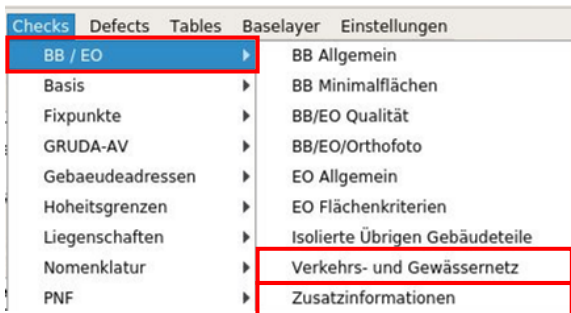 Checks Defects Tables Baselayer Einstellungen
BB / EO
Basis
Fixpunkte
GRUDA-AV
Gebaeudeadressen
Hoheitsgrenzen
Liegenschaften
Nomenklatur
PNF
BB Allgemein
BB Minimalflächen
BB/EO Qualität
BB/EO/Orthofoto
EO Allgemein
EO Flächenkriterien
Isolierte Übrigen Gebäudeteile
Verkehrs- und Gewässernetz
Zusatzinformationen